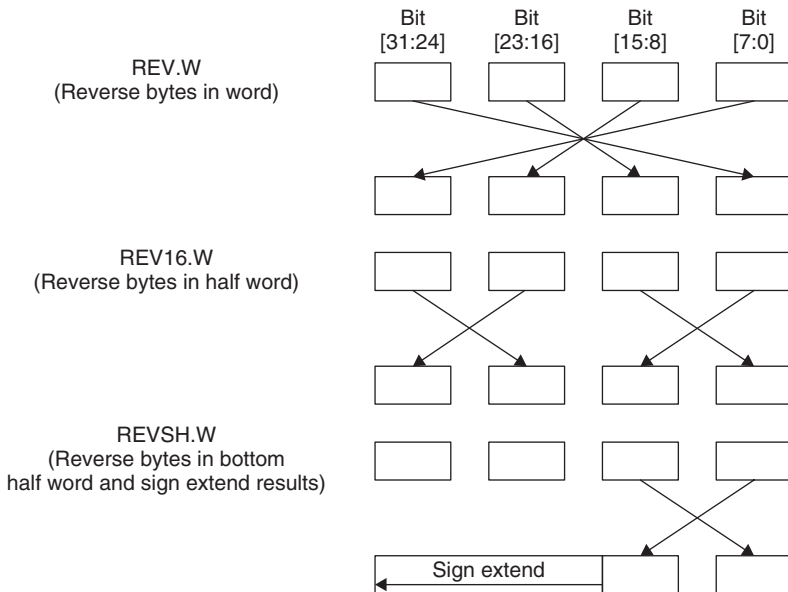 Bit Bit Bit Bit
[31:24] [23:16] [15:8] [7:0]
REV.W
(Reverse bytes in word)
REV16.W
(Reverse bytes in half word)
REVSH.W
(Reverse bytes in bottom
half word and sign extend results)
Sign extend